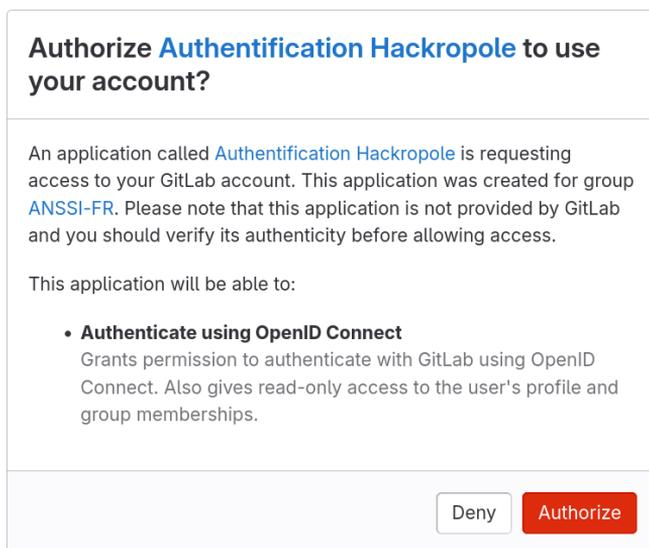 Authorize Authentification Hackropole to use
your account?
An application called Authentification Hackropole is requesting
access to your GitLab account. This application was created for group
ANSSI-FR. Please note that this application is not provided by GitLab
and you should verify its authenticity before allowing access.
This application will be able to:
• Authenticate using OpenID Connect
Grants permission to authenticate with GitLab using OpenID
Connect. Also gives read-only access to the user's profile and
group memberships.
Deny Authorize